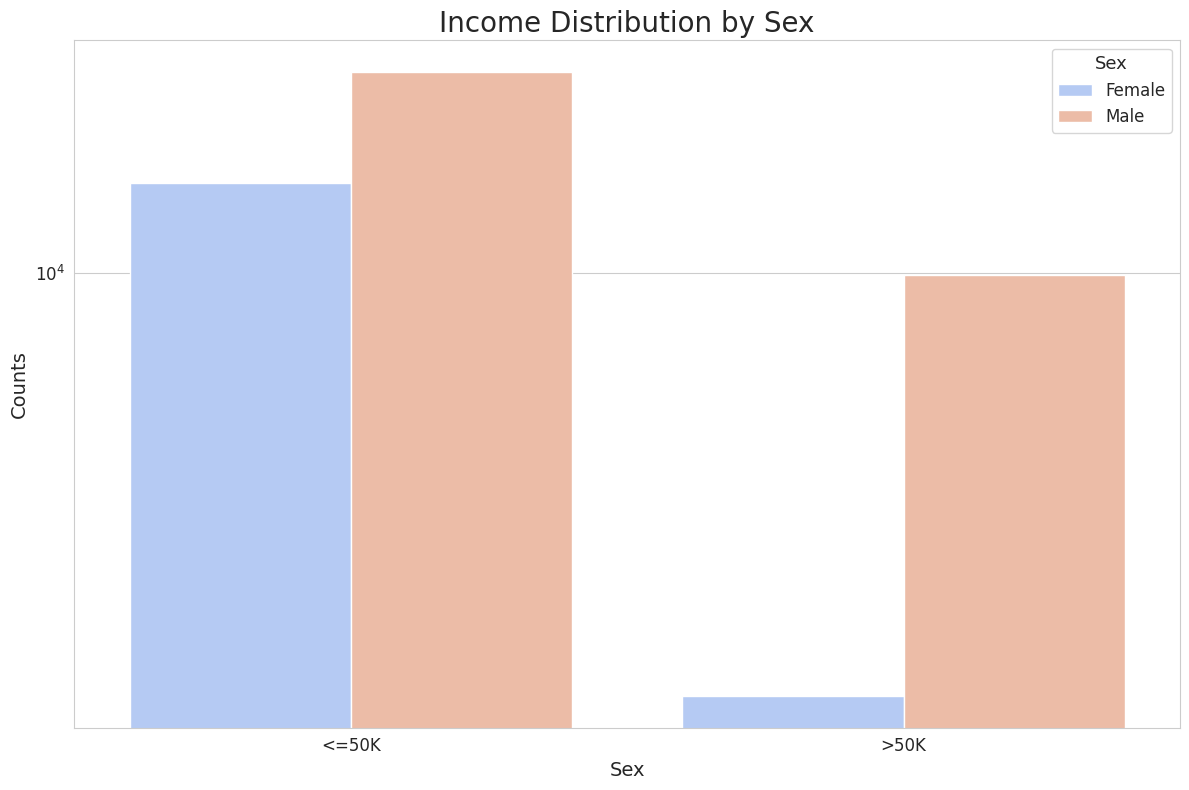 Income Distribution by Sex
Sex
Female
Male
10⁴
Counts
<=50K
>50K
Sex